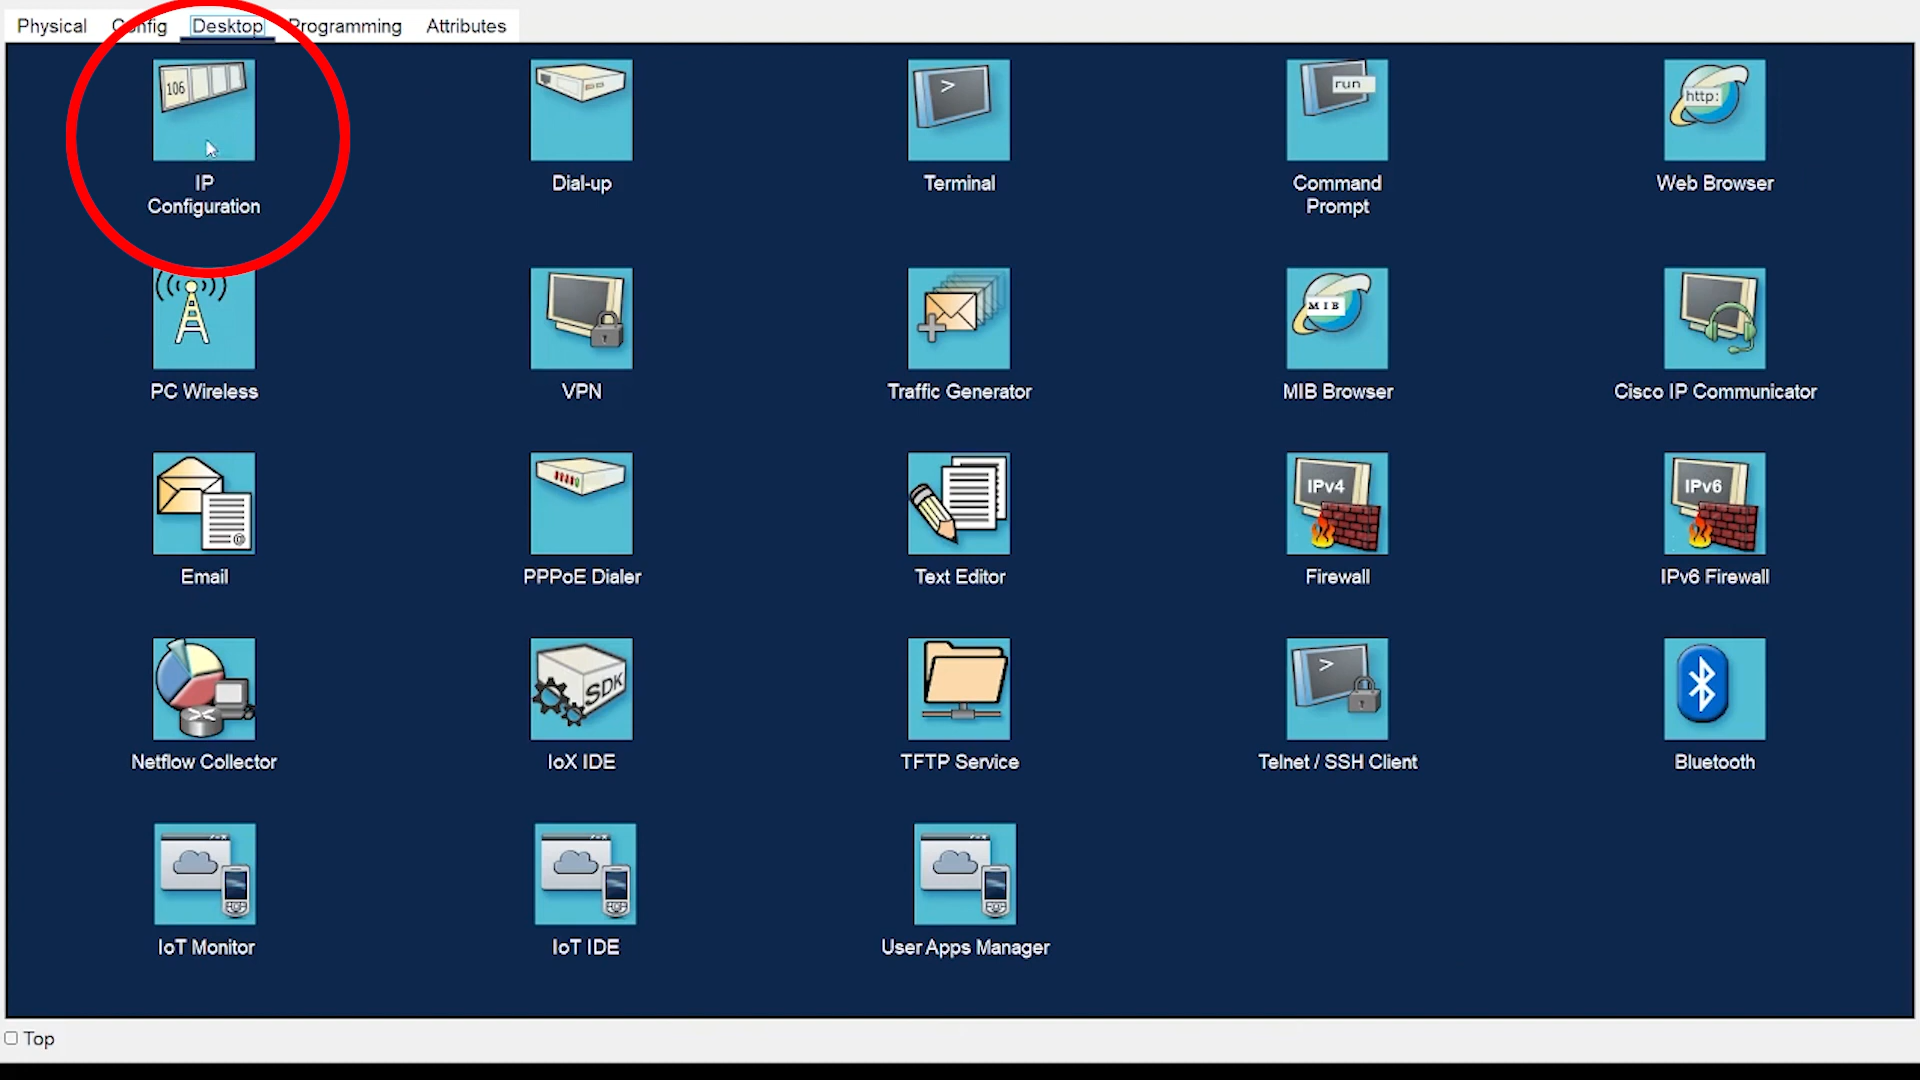 Physical Config Desktop Programming Attributes
106
>
run
http:
IP
Configuration
Dial-up
Terminal
Command
Prompt
Web Browser
MIB
PC Wireless
VPN
Traffic Generator
MIB Browser
Cisco IP Communicator
IPv4
IPv6
@
Email
PPPoE Dialer
Text Editor
Firewall
IPv6 Firewall
SDK
>
Netflow Collector
IoX IDE
TFTP Service
Telnet / SSH Client
Bluetooth
IoT Monitor
IoT IDE
User Apps Manager
Top